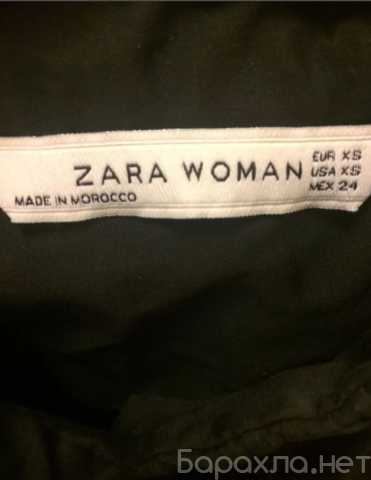 ZARA WOMAN
EUR XS
USA XS
MEX 24
MADE IN MOROCCO
Барахла.нет